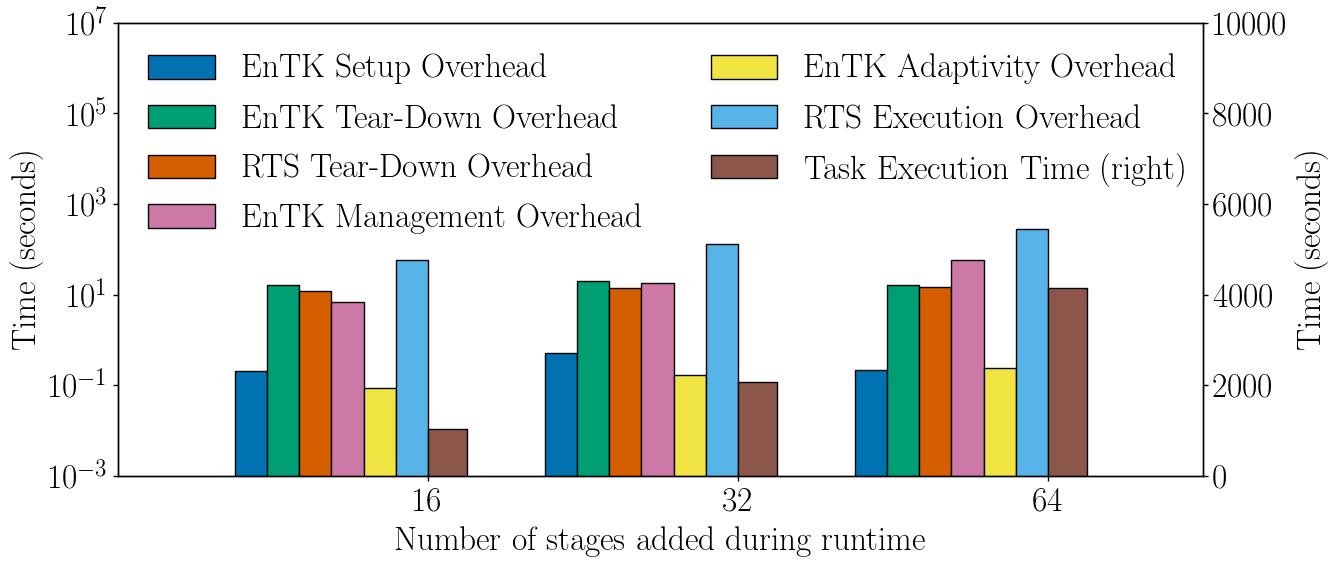 10^7
10^5
10^3
10^1
10^−1
10^−3
Time (seconds)
EnTK Setup Overhead
EnTK Tear-Down Overhead
RTS Tear-Down Overhead
EnTK Management Overhead
EnTK Adaptivity Overhead
RTS Execution Overhead
Task Execution Time (right)
10000
8000
6000
4000
2000
0
Time (seconds)
16
32
64
Number of stages added during runtime